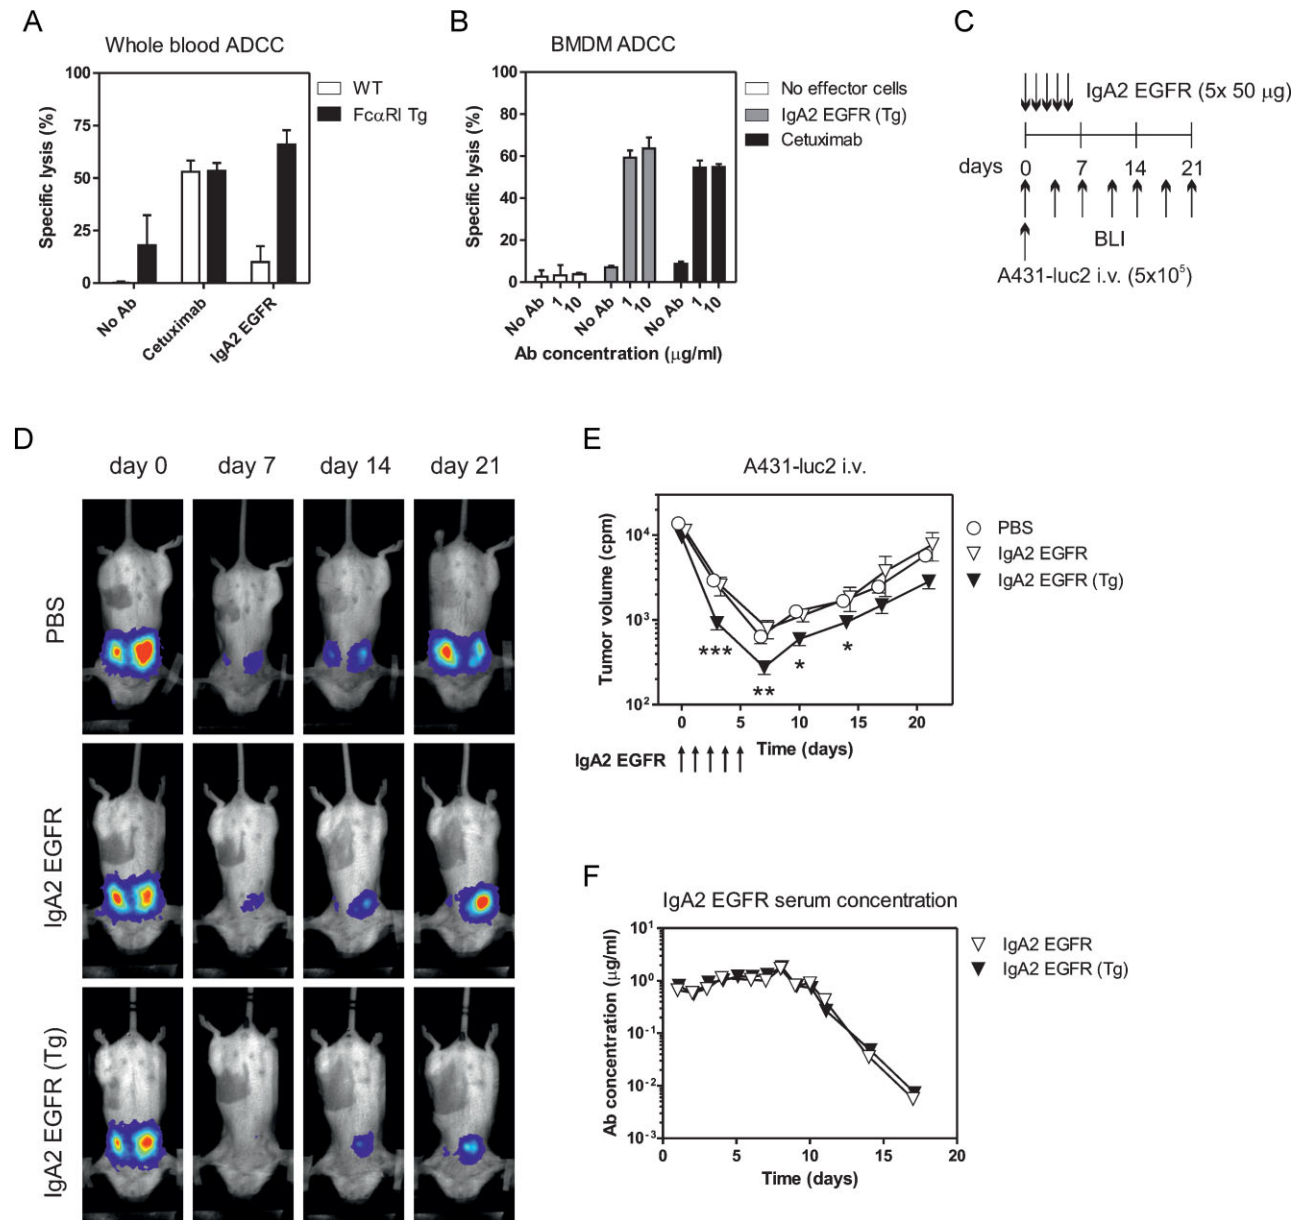 A
Whole blood ADCC
Specific lysis (%)
100
75
50
25
0
No Ab
Cetuximab
IgA2 EGFR
WT
FcαRI Tg
B
BMDM ADCC
Specific lysis (%)
100
80
60
40
20
0
No Ab 1 10 No Ab 1 10 No Ab 1 10
Ab concentration (μg/ml)
No effector cells
IgA2 EGFR (Tg)
Cetuximab
C
IgA2 EGFR (5x 50 μg)
days 0 7 14 21
BLI
A431-luc2 i.v. (5x10⁵)
D
day 0 day 7 day 14 day 21
PBS
IgA2 EGFR
IgA2 EGFR (Tg)
E
A431-luc2 i.v.
Tumor volume (cpm)
10⁴
10³
10²
*** ** * *
0 5 10 15 20
Time (days)
IgA2 EGFR
PBS
IgA2 EGFR
IgA2 EGFR (Tg)
F
IgA2 EGFR serum concentration
Ab concentration (μg/ml)
10¹
10⁰
10⁻¹
10⁻²
10⁻³
0 5 10 15 20
Time (days)
IgA2 EGFR
IgA2 EGFR (Tg)